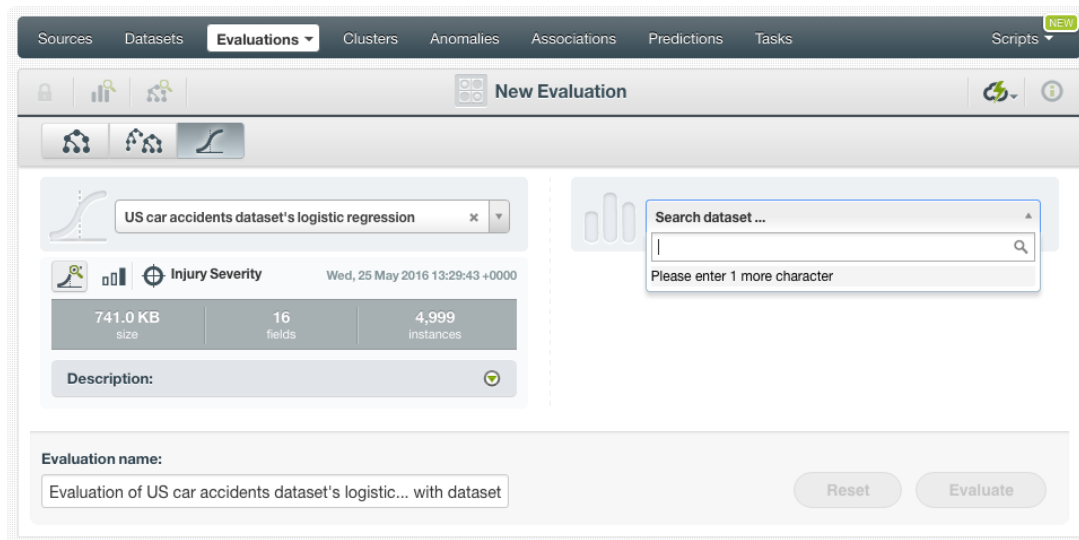 NEW
Sources Datasets Evaluations Clusters Anomalies Associations Predictions Tasks Scripts
New Evaluation
US car accidents dataset's logistic regression
Search dataset ...
Please enter 1 more character
Injury Severity Wed, 25 May 2016 13:29:43 +0000
741.0 KB 16 4,999
size fields instances
Description:
Evaluation name:
Evaluation of US car accidents dataset's logistic... with dataset
Reset Evaluate